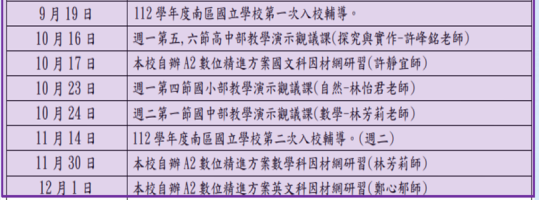 9月19日 112學年度南區國立學校第一次入校輔導。
10月16日 週一第五,六節高中部教學演示觀議課(探究與實作-許峰銘老師)
10月17日 本校自辦A2數位精進方案國文科因材網研習(許靜宜師)
10月23日 週一第四節國小部教學演示觀議課(自然-林怡君老師)
10月24日 週二第一節國中部教學演示觀議課(數學-林芳莉老師)
11月14日 112學年度南區國立學校第二次入校輔導。(週二)
11月30日 本校自辦A2數位精進方案數學科因材網研習(林芳莉師)
12月1日 本校自辦A2數位精進方案英文科因材網研習(鄭心郁師)